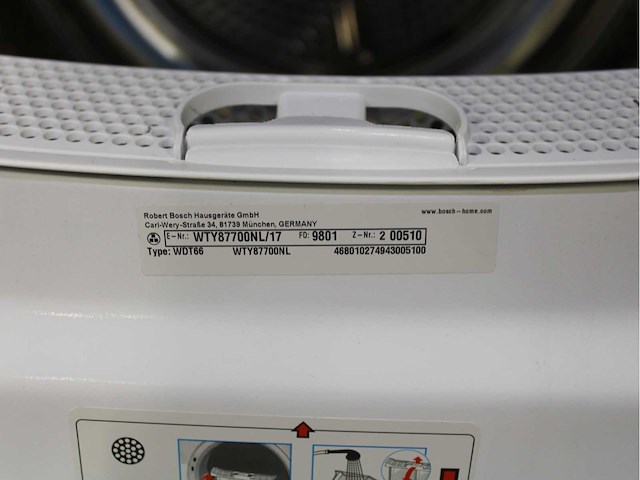 Robert Bosch Hausgeräte GmbH www.bosch-home.com
Carl-Wery-Straße 34, 81739 München, GERMANY
E-Nr.: WTY87700NL/17 FD: 9801 Z-Nr.: 2 00510
Type: WDT66 WTY87700NL 468010274943005100